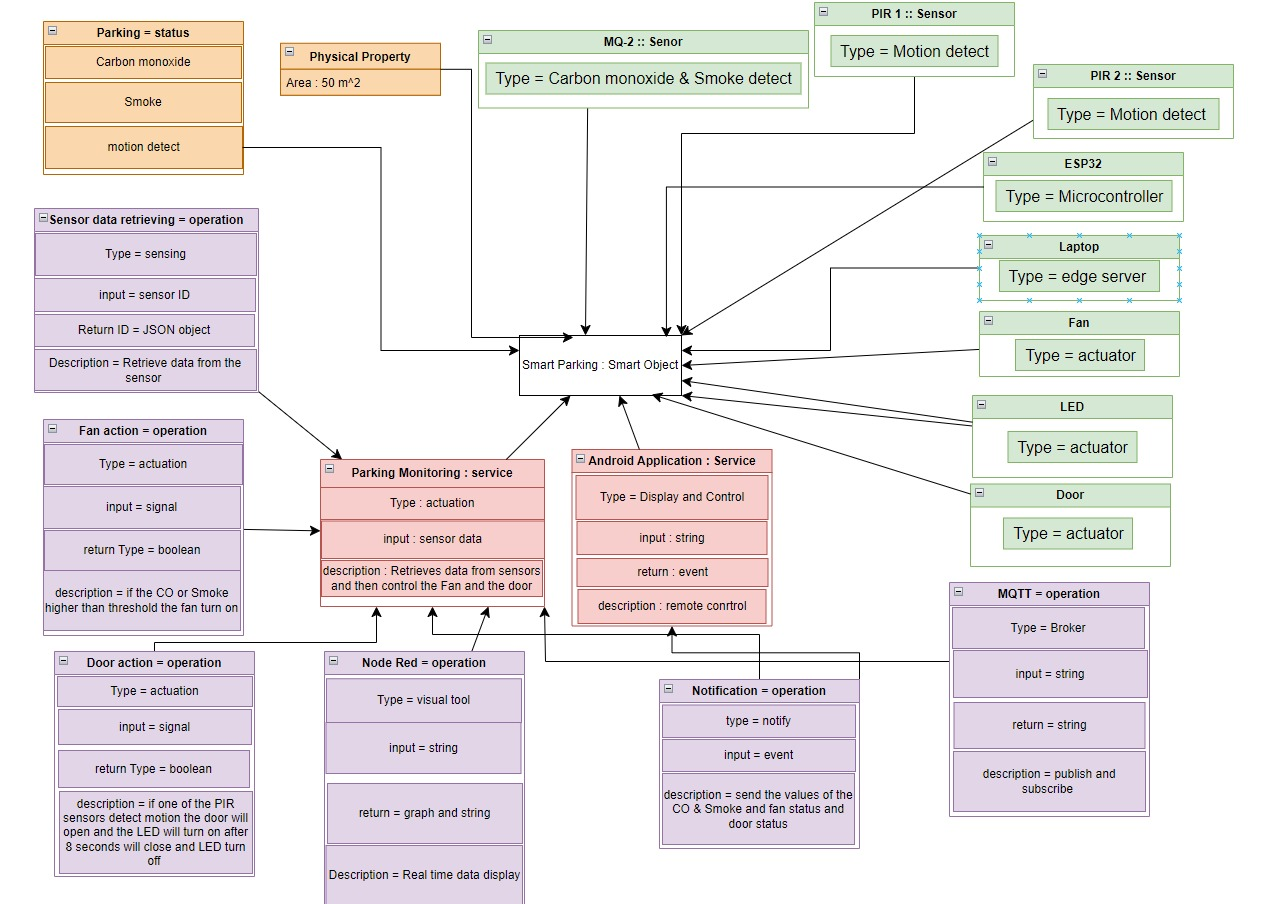 Parking = status
Carbon monoxide
Smoke
motion detect
Physical Property
Area : 50 m^2
MQ-2 :: Senor
Type = Carbon monoxide & Smoke detect
PIR 1 :: Sensor
Type = Motion detect
PIR 2 :: Sensor
Type = Motion detect
ESP32
Type = Microcontroller
Laptop
Type = edge server
Fan
Type = actuator
LED
Type = actuator
Door
Type = actuator
Smart Parking : Smart Object
Sensor data retrieving = operation
Type = sensing
input = sensor ID
Return ID = JSON object
Description = Retrieve data from the
sensor
Fan action = operation
Type = actuation
input = signal
return Type = boolean
description = if the CO or Smoke
higher than threshold the fan turn on
Parking Monitoring : service
Type : actuation
input : sensor data
description : Retrieves data from sensors
and then control the Fan and the door
Android Application : Service
Type = Display and Control
input : string
return : event
description : remote conrtrol
Door action = operation
Type = actuation
input = signal
return Type = boolean
description = if one of the PIR
sensors detect motion the door will
open and the LED will turn on after
8 seconds will close and LED turn
off
Node Red = operation
Type = visual tool
input = string
return = graph and string
Description = Real time data display
Notification = operation
type = notify
input = event
description = send the values of the
CO & Smoke and fan status and
door status
MQTT = operation
Type = Broker
input = string
return = string
description = publish and
subscribe